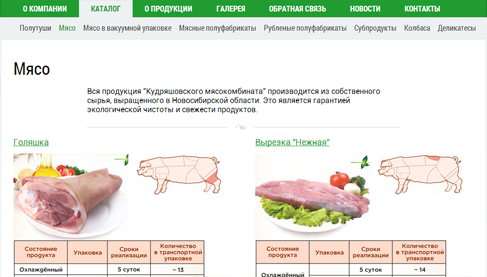 О КОМПАНИИ КАТАЛОГ О ПРОДУКЦИИ ГАЛЕРЕЯ ОБРАТНАЯ СВЯЗЬ НОВОСТИ КОНТАКТЫ
Полутуши Мясо Мясо в вакуумной упаковке Мясные полуфабрикаты Рубленые полуфабрикаты Субпродукты Колбаса Деликатесы
Мясо
Вся продукция "Кудряшовского мясокомбината" производится из собственного
сырья, выращенного в Новосибирской области. Это является гарантией
экологической чистоты и свежести продуктов.
Голяшка
Состояние продукта Упаковка Сроки реализации Количество в транспортной упаковке
Охлаждённый 5 суток ~ 13
Вырезка "Нежная"
Состояние продукта Упаковка Сроки реализации Количество в транспортной упаковке
Охлаждённый 5 суток ~ 14